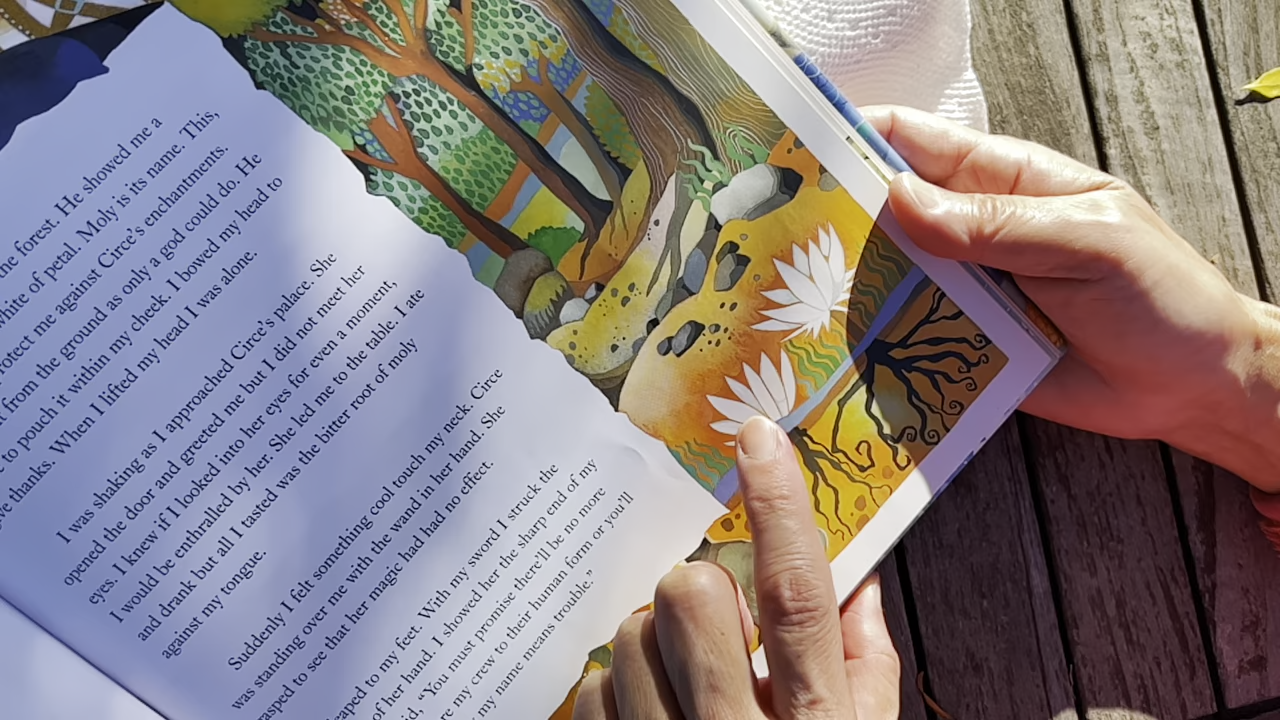 the forest. He showed me a
white of petal. Moly is its name. This,
protect me against Circe's enchantments.
from the ground as only a god could do. He
to pouch it within my cheek. I bowed my head to
give thanks. When I lifted my head I was alone.
I was shaking as I approached Circe's palace. She
opened the door and greeted me but I did not meet her
eyes. I knew if I looked into her eyes for even a moment,
I would be enthralled by her. She led me to the table. I ate
and drank but all I tasted was the bitter root of moly
against my tongue.
Suddenly I felt something cool touch my neck. Circe
was standing over me with the wand in her hand. She
gasped to see that her magic had had no effect.
leaped to my feet. With my sword I struck the
of her hand. I showed her the sharp end of my
"You must promise there'll be no more
my crew to their human form or you'll
my name means trouble."